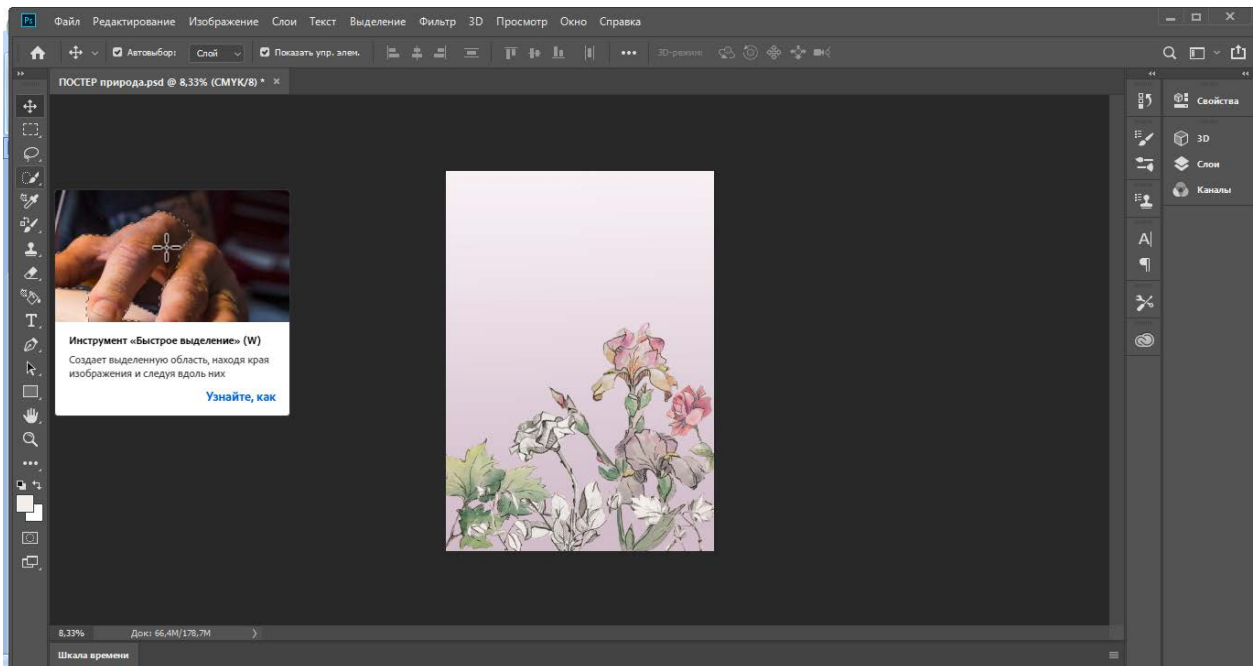 Ps Файл Редактирование Изображение Слои Текст Выделение Фильтр 3D Просмотр Окно Справка
Автовыбор: Слой Показать упр. элем. 3D-режим:
ПОСТЕР природа.psd @ 8,33% (CMYK/8) *
Свойства
3D
Слои
Каналы
Инструмент «Быстрое выделение» (W)
Создает выделенную область, находя края
изображения и следуя вдоль них
Узнайте, как
8,33% Док: 66,4M/178,7M
Шкала времени